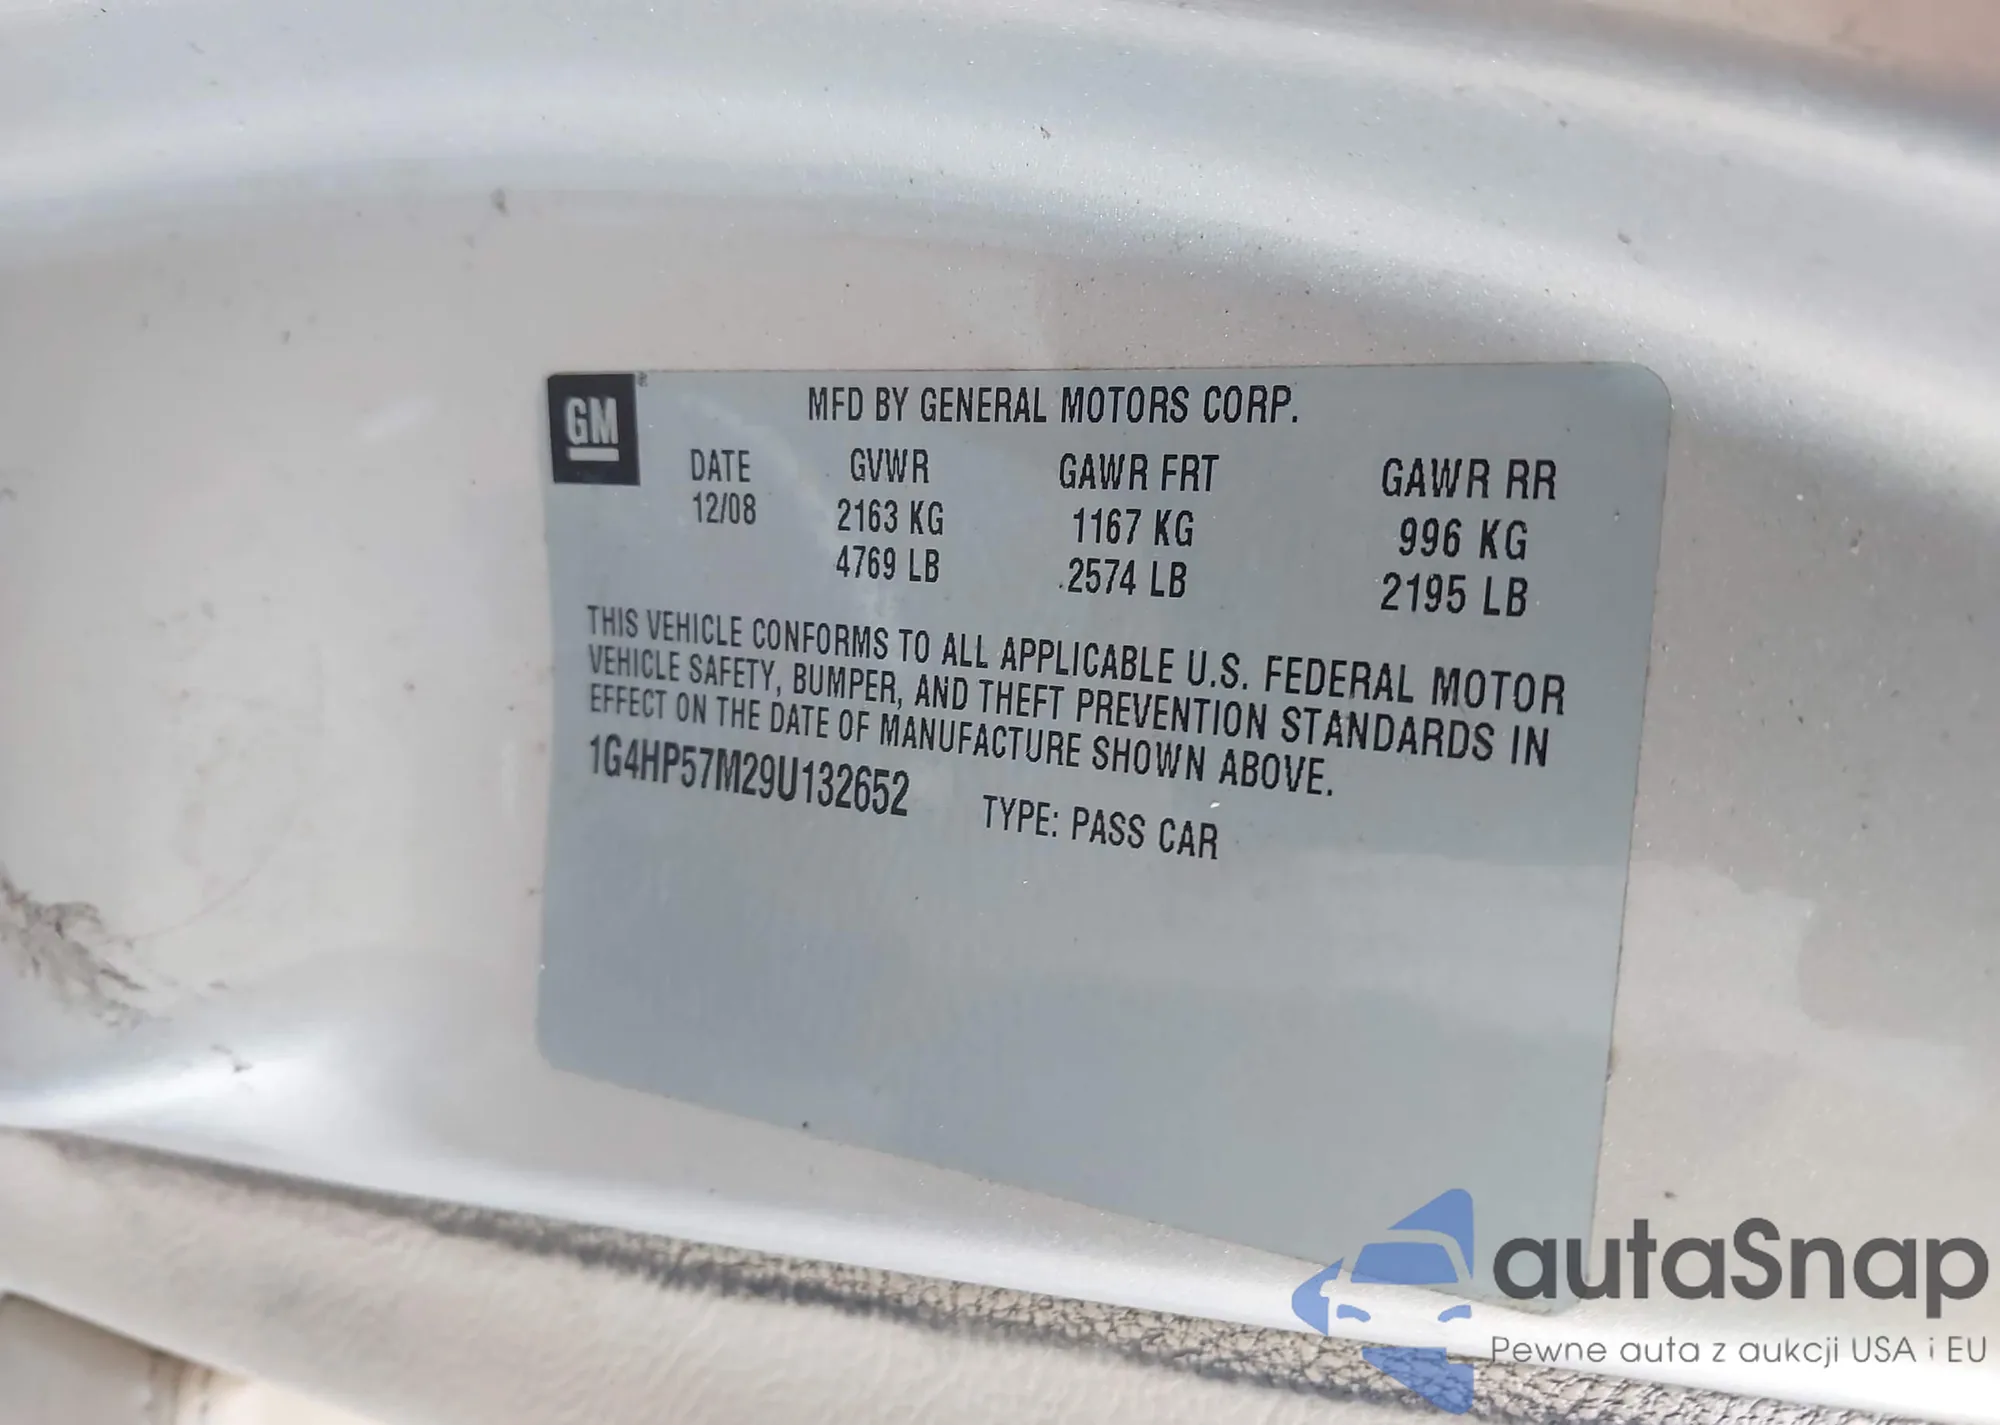 GM
MFD BY GENERAL MOTORS CORP.
DATE GVWR GAWR FRT GAWR RR
12/08 2163 KG 1167 KG 996 KG
4769 LB 2574 LB 2195 LB
THIS VEHICLE CONFORMS TO ALL APPLICABLE U.S. FEDERAL MOTOR
VEHICLE SAFETY, BUMPER, AND THEFT PREVENTION STANDARDS IN
EFFECT ON THE DATE OF MANUFACTURE SHOWN ABOVE.
1G4HP57M29U132652 TYPE: PASS CAR
autaSnap
Pewne auta z aukcji USA i EU